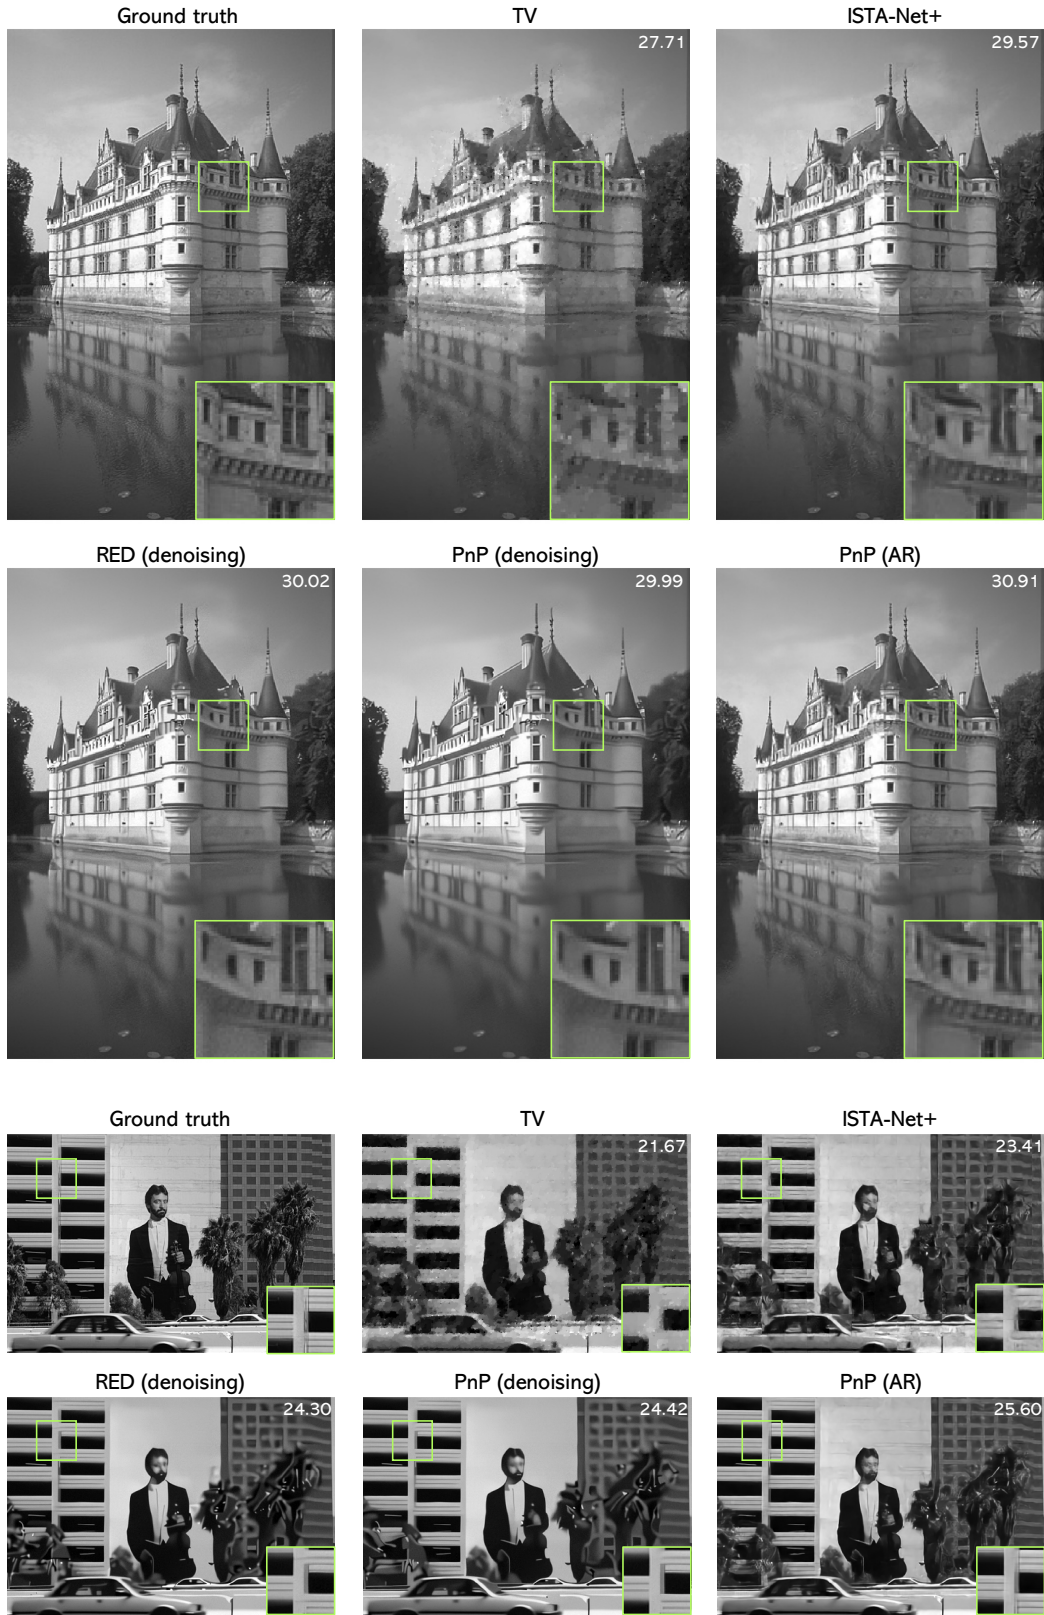 Ground truth TV ISTA-Net+
27.71 29.57
RED (denoising) PnP (denoising) PnP (AR)
30.02 29.99 30.91
Ground truth TV ISTA-Net+
21.67 23.41
RED (denoising) PnP (denoising) PnP (AR)
24.30 24.42 25.60